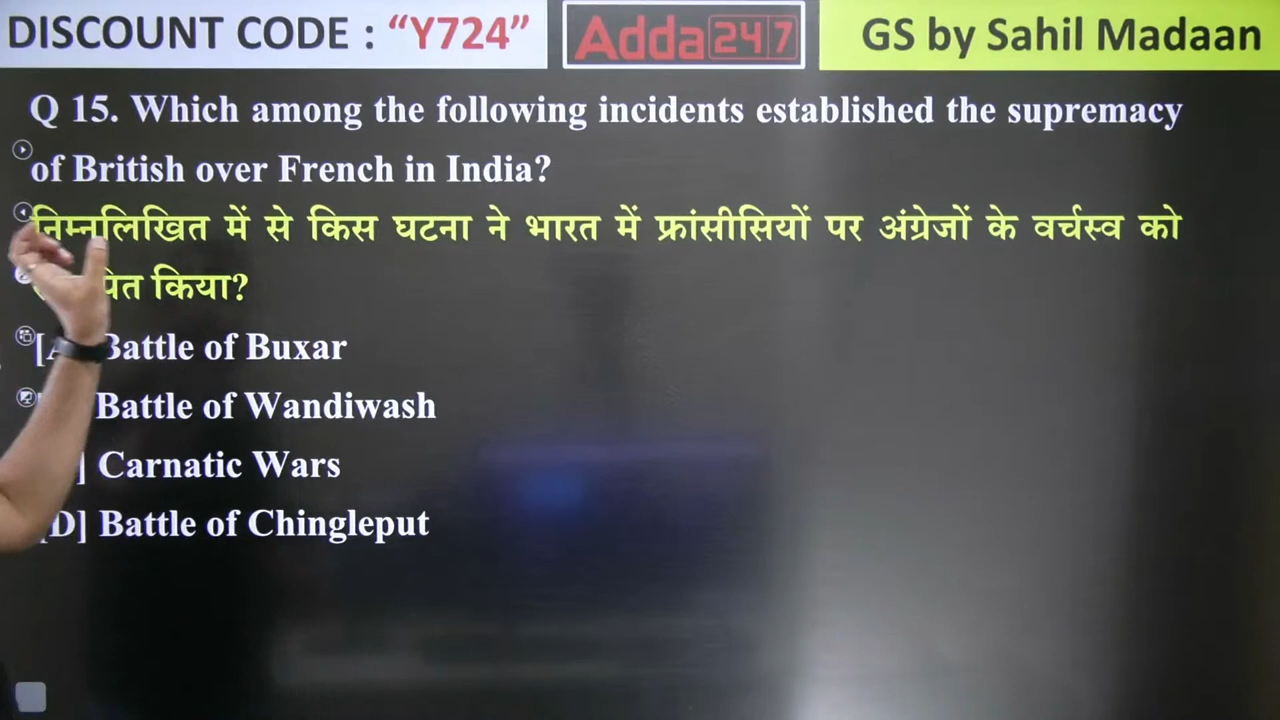 DISCOUNT CODE : “Y724”
Adda247
GS by Sahil Madaan
Q 15. Which among the following incidents established the supremacy
of British over French in India?
निम्नलिखित में से किस घटना ने भारत में फ्रांसीसियों पर अंग्रेजों के वर्चस्व को
किया?
Battle of Buxar
Battle of Wandiwash
Carnatic Wars
[D] Battle of Chingleput